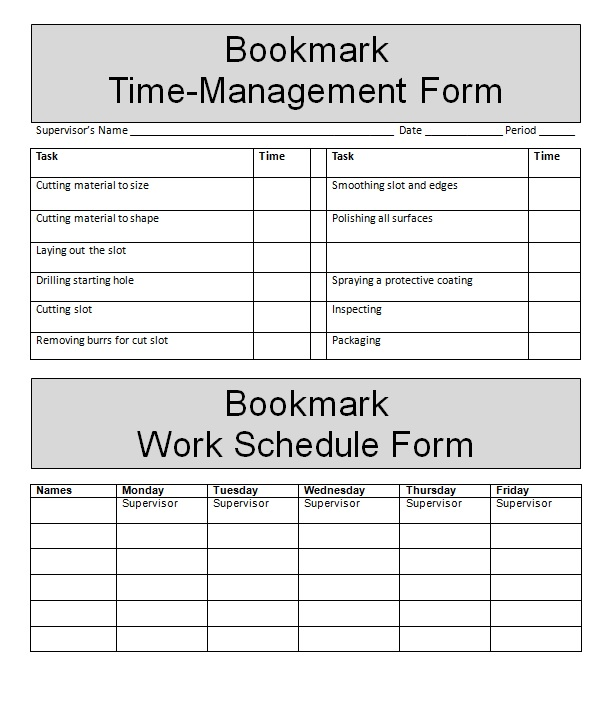 Bookmark
Time-Management Form
Supervisor's Name Date Period
Task Time Task Time
Cutting material to size Smoothing slot and edges
Cutting material to shape Polishing all surfaces
Laying out the slot
Drilling starting hole Spraying a protective coating
Cutting slot Inspecting
Removing burrs for cut slot Packaging
Bookmark
Work Schedule Form
Names Monday Tuesday Wednesday Thursday Friday
Supervisor Supervisor Supervisor Supervisor Supervisor